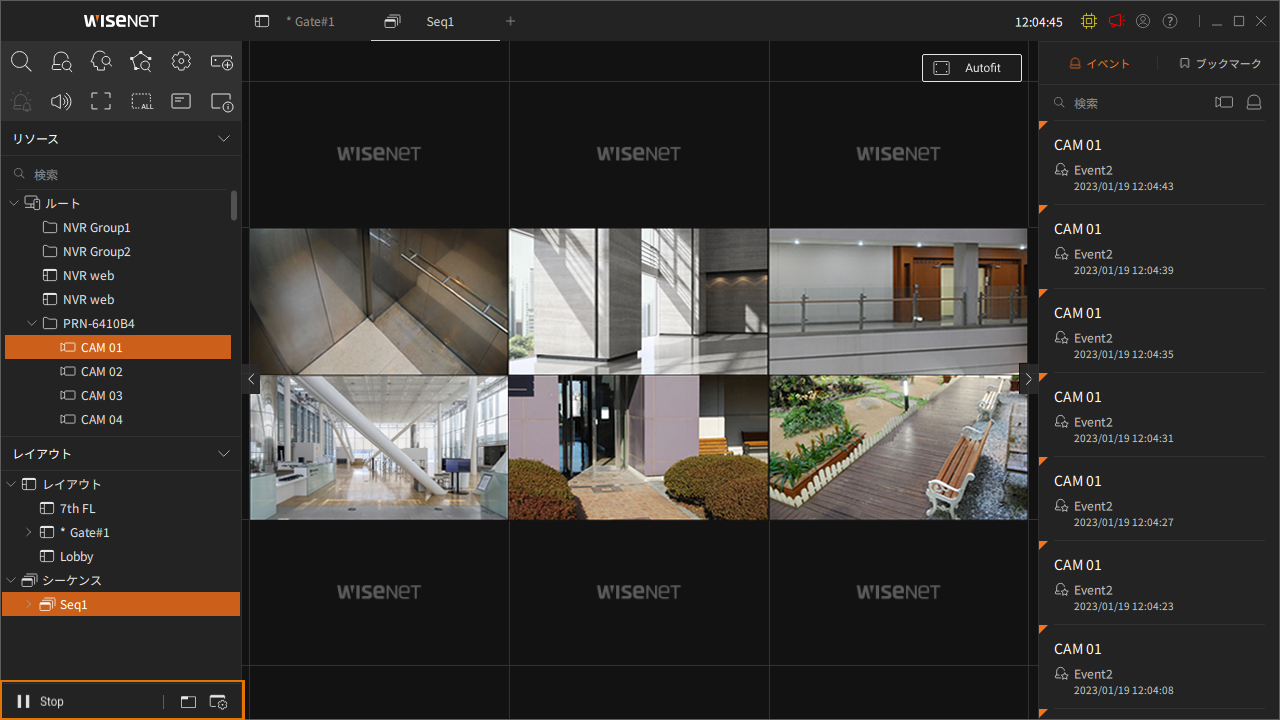 WISENET
* Gate#1
Seq1
12:04:45
ALL
リソース
検索
ルート
NVR Group1
NVR Group2
NVR web
NVR web
PRN-6410B4
CAM 01
CAM 02
CAM 03
CAM 04
レイアウト
レイアウト
7th FL
* Gate#1
Lobby
シーケンス
Seq1
Stop
Autofit
WISENET
WISENET
WISENET
WISENET
WISENET
WISENET
イベント
ブックマーク
検索
CAM 01
Event2
2023/01/19 12:04:43
CAM 01
Event2
2023/01/19 12:04:39
CAM 01
Event2
2023/01/19 12:04:35
CAM 01
Event2
2023/01/19 12:04:31
CAM 01
Event2
2023/01/19 12:04:27
CAM 01
Event2
2023/01/19 12:04:23
CAM 01
Event2
2023/01/19 12:04:08